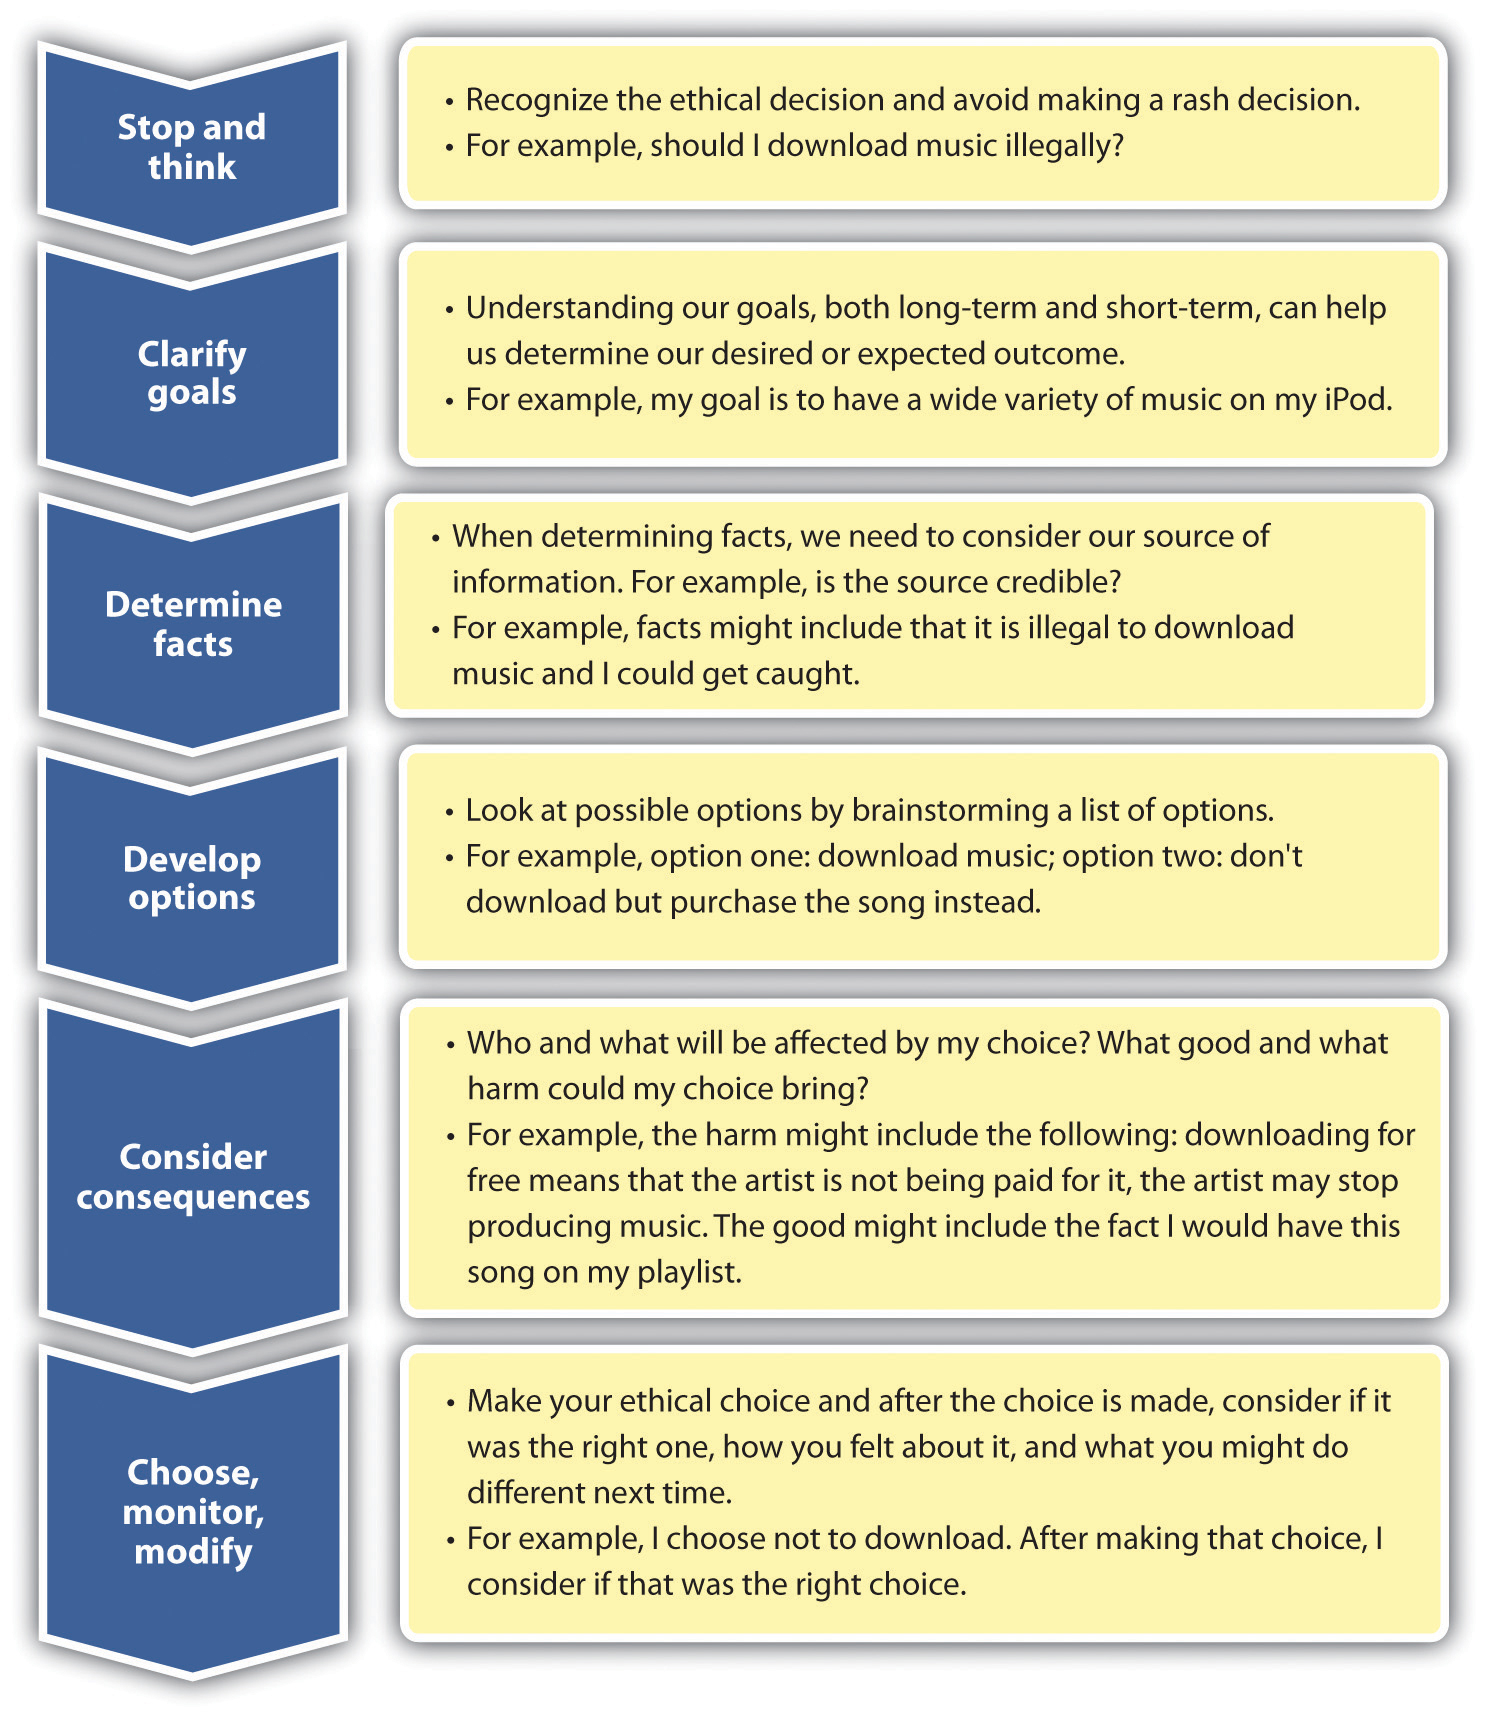 Stop and
think
• Recognize the ethical decision and avoid making a rash decision.
• For example, should I download music illegally?
Clarify
goals
• Understanding our goals, both long-term and short-term, can help
us determine our desired or expected outcome.
• For example, my goal is to have a wide variety of music on my iPod.
Determine
facts
• When determining facts, we need to consider our source of
information. For example, is the source credible?
• For example, facts might include that it is illegal to download
music and I could get caught.
Develop
options
• Look at possible options by brainstorming a list of options.
• For example, option one: download music; option two: don't
download but purchase the song instead.
Consider
consequences
• Who and what will be affected by my choice? What good and what
harm could my choice bring?
• For example, the harm might include the following: downloading for
free means that the artist is not being paid for it, the artist may stop
producing music. The good might include the fact I would have this
song on my playlist.
Choose,
monitor,
modify
• Make your ethical choice and after the choice is made, consider if it
was the right one, how you felt about it, and what you might do
different next time.
• For example, I choose not to download. After making that choice, I
consider if that was the right choice.